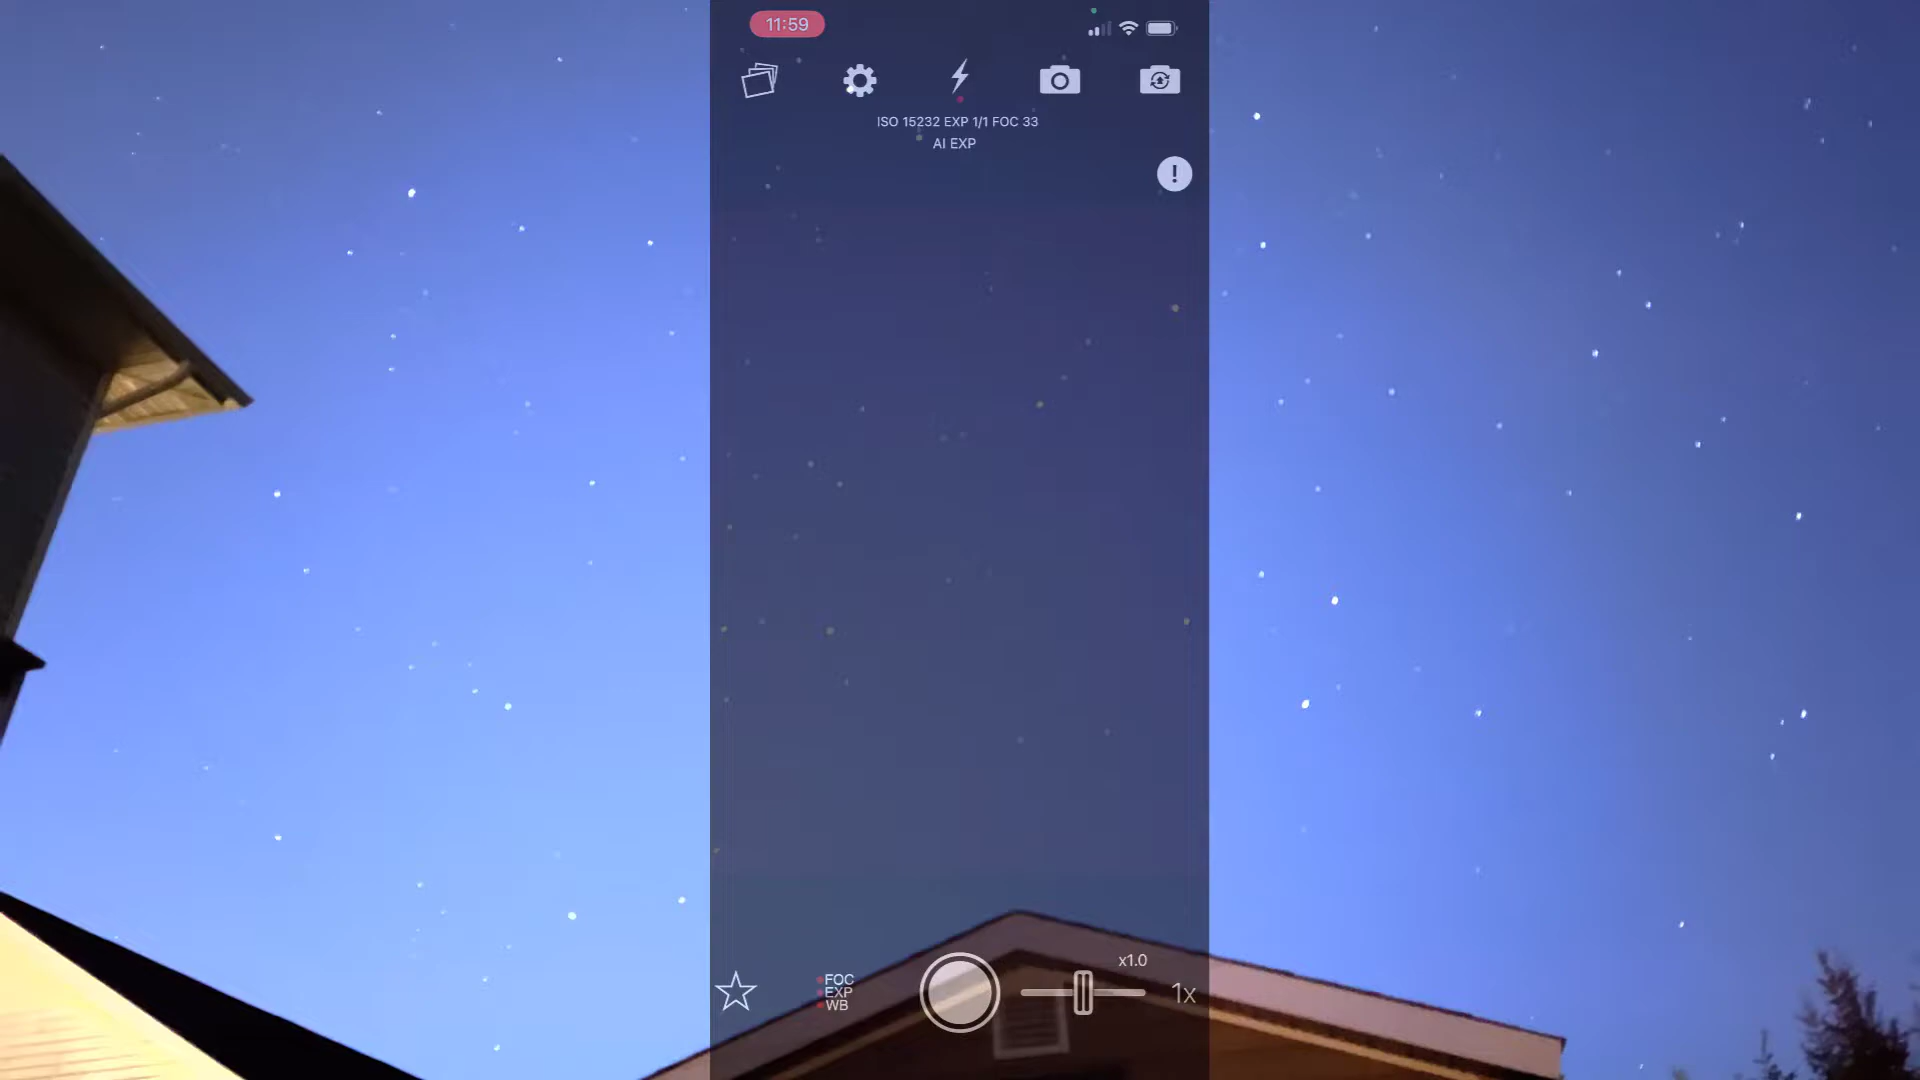 11:59
ISO 15232 EXP 1/1 FOC 33
AI EXP
!
x1.0
FOC
EXP
WB
1x